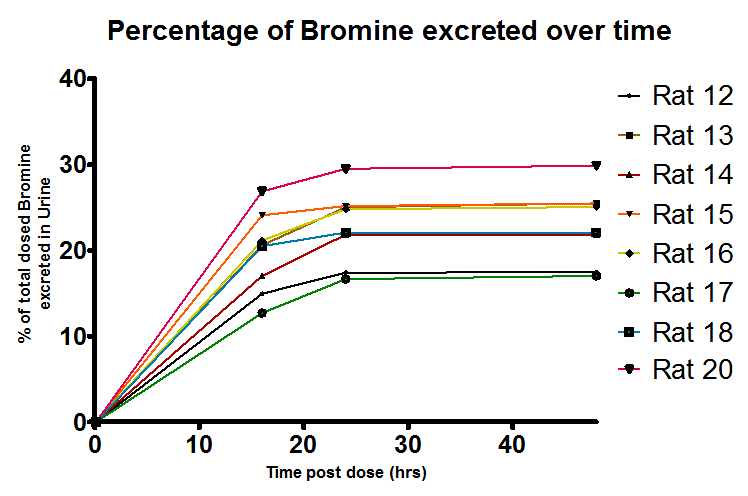 Percentage of Bromine excreted over time
% of total dosed Bromine
excreted in Urine
40
30
20
10
0
0 10 20 30 40
Time post dose (hrs)
Rat 12
Rat 13
Rat 14
Rat 15
Rat 16
Rat 17
Rat 18
Rat 20